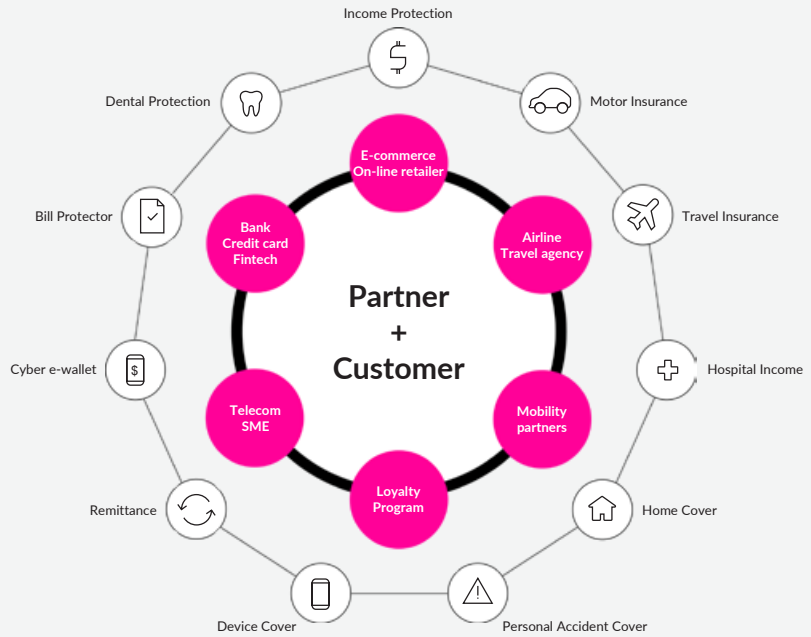 Income Protection
Dental Protection
Motor Insurance
E-commerce
On-line retailer
Bill Protector
Bank
Credit card
Fintech
Airline
Travel agency
Travel Insurance
Partner
+
Customer
Cyber e-wallet
$
Hospital Income
Telecom
SME
Mobility
partners
Loyalty
Program
Remittance
Home Cover
Device Cover
Personal Accident Cover